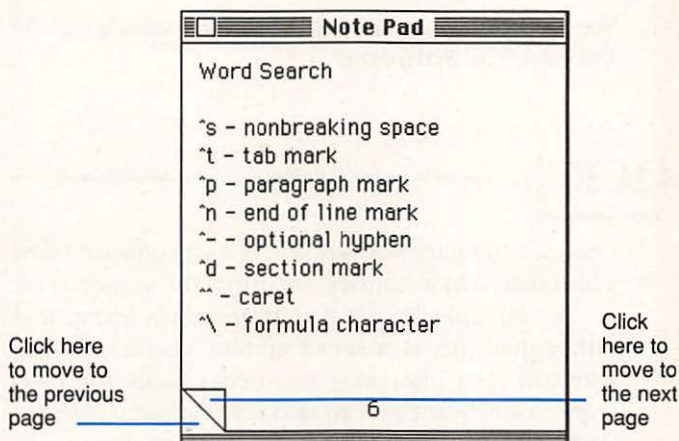 Note Pad
Word Search
^s - nonbreaking space
^t - tab mark
^p - paragraph mark
^n - end of line mark
^- - optional hyphen
^d - section mark
^^ - caret
^\ - formula character
6
Click here
to move to
the previous
page
Click
here to
move to
the next
page